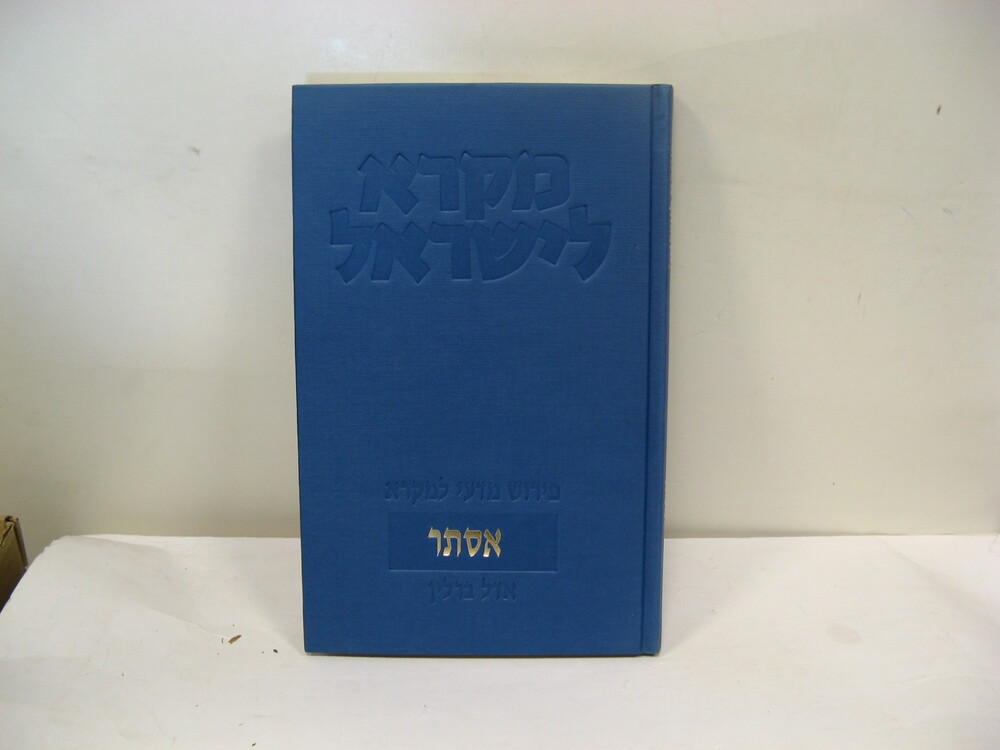 מקרא
לישראל
פירוש מדעי למקרא
אסתר
אדל ברלין